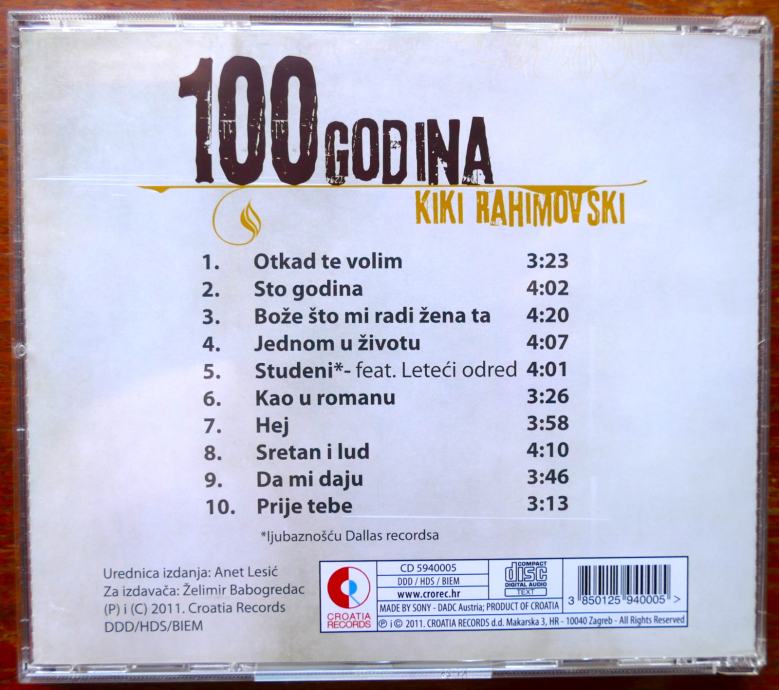 100 GODINA
KIKI RAHIMOVSKI
1. Otkad te volim 3:23
2. Sto godina 4:02
3. Bože što mi radi žena ta 4:20
4. Jednom u životu 4:07
5. Studeni*- feat. Leteći odred 4:01
6. Kao u romanu 3:26
7. Hej 3:58
8. Sretan i lud 4:10
9. Da mi daju 3:46
10. Prije tebe 3:13
*ljubaznošću Dallas recordsa
Urednica izdanja: Anet Lesić
Za izdavača: Želimir Babogredac
(P) i (C) 2011. Croatia Records
DDD/HDS/BIEM
CROATIA
RECORDS
CD 5940005
DDD / HDS / BIEM
www.crorec.hr
COMPACT
disc
DIGITAL AUDIO
TEXT
MADE BY SONY - DADC Austria; PRODUCT OF CROATIA
℗ i © 2011. CROATIA RECORDS d.d. Makarska 3, HR - 10040 Zagreb - All Rights Reserved
3 850125 940005 >